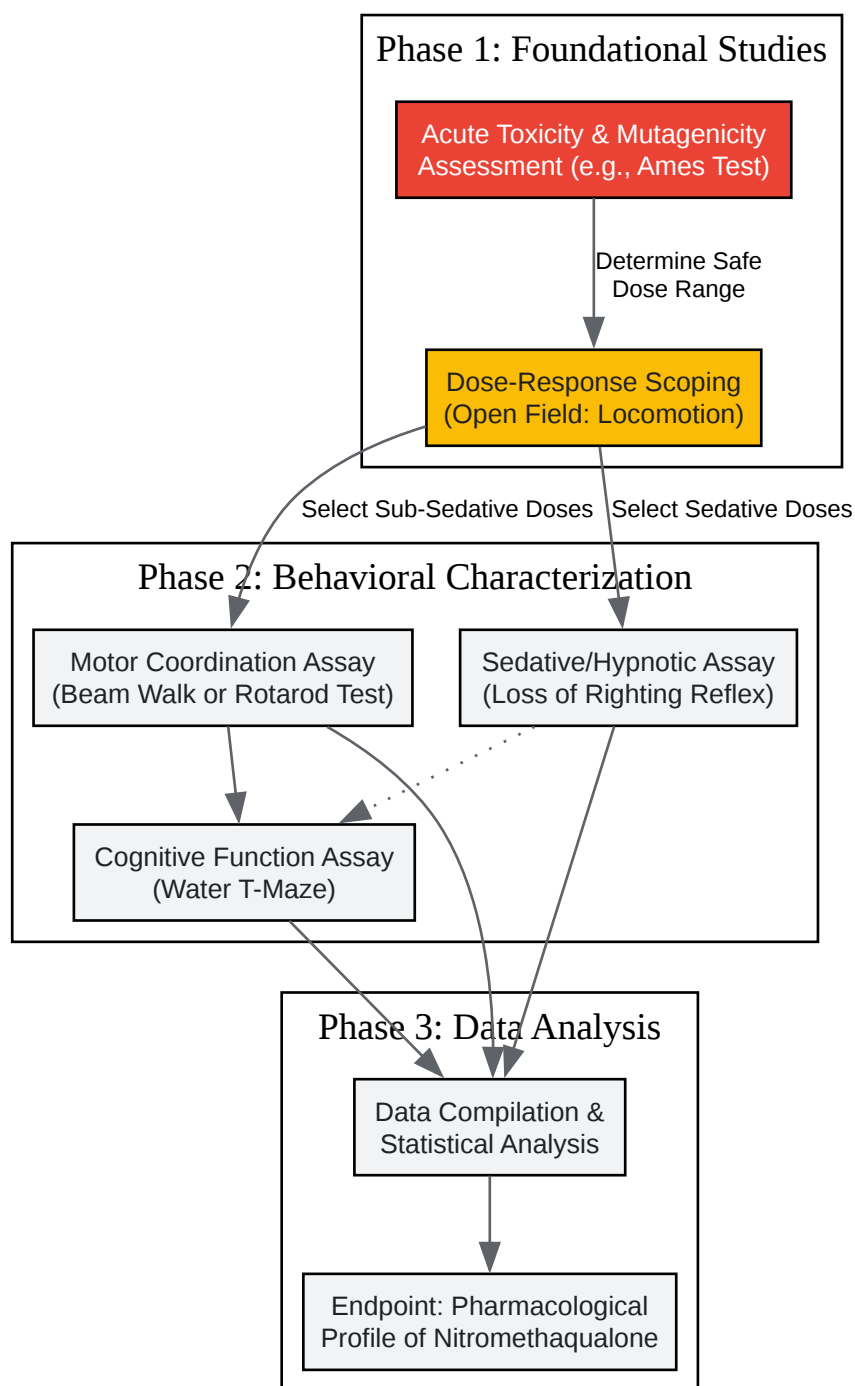 Phase 1: Foundational Studies
Acute Toxicity & Mutagenicity
Assessment (e.g., Ames Test)
Determine Safe
Dose Range
Dose-Response Scoping
(Open Field: Locomotion)
Select Sub-Sedative Doses
Select Sedative Doses
Phase 2: Behavioral Characterization
Motor Coordination Assay
(Beam Walk or Rotarod Test)
Sedative/Hypnotic Assay
(Loss of Righting Reflex)
Cognitive Function Assay
(Water T-Maze)
Phase 3: Data Analysis
Data Compilation &
Statistical Analysis
Endpoint: Pharmacological
Profile of Nitromethaqualone